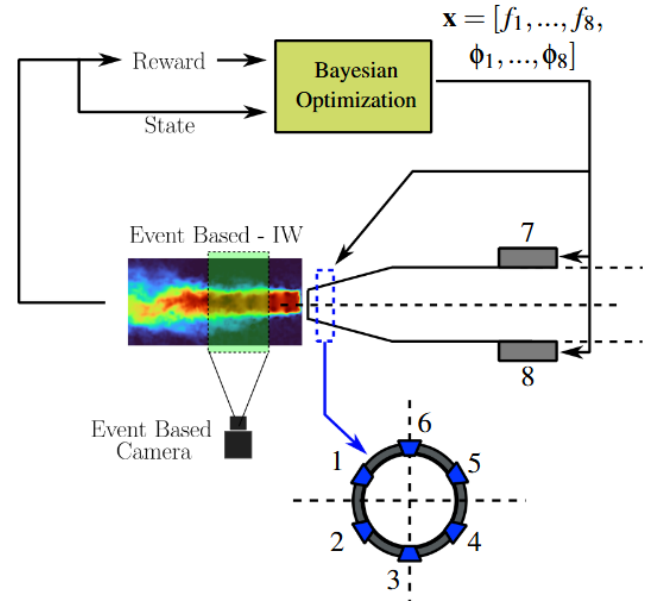 x = [f₁, ..., f₈,
ϕ₁, ..., ϕ₈]
Reward
Bayesian
Optimization
State
Event Based - IW
7
8
Event Based
Camera
6
1
5
2
4
3